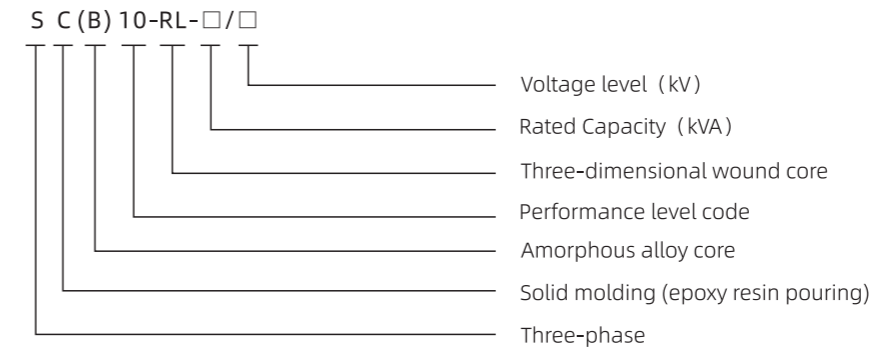 S C (B) 10-RL-□/□
Voltage level（kV）
Rated Capacity（kVA）
Three-dimensional wound core
Performance level code
Amorphous alloy core
Solid molding (epoxy resin pouring)
Three-phase